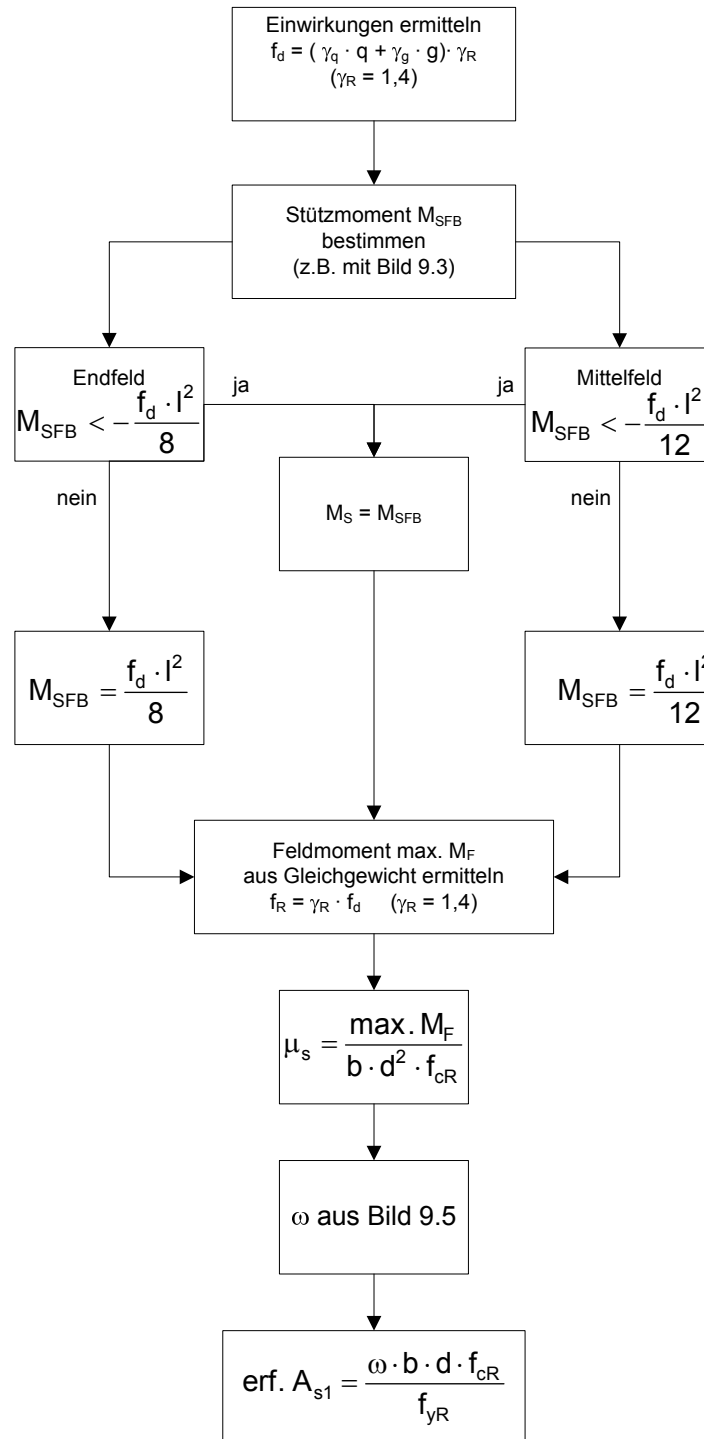 Einwirkungen ermitteln
f_d = ( γ_q · q + γ_g · g)· γ_R
(γ_R = 1,4)
Stützmoment M_SFB
bestimmen
(z.B. mit Bild 9.3)
Endfeld
M_SFB < − f_d · l² / 8
ja
ja
Mittelfeld
M_SFB < − f_d · l² / 12
nein
M_S = M_SFB
nein
M_SFB = f_d · l² / 8
M_SFB = f_d · l² / 12
Feldmoment max. M_F
aus Gleichgewicht ermitteln
f_R = γ_R · f_d (γ_R = 1,4)
μ_s = max. M_F / b · d² · f_cR
ω aus Bild 9.5
erf. A_s1 = ω · b · d · f_cR / f_yR